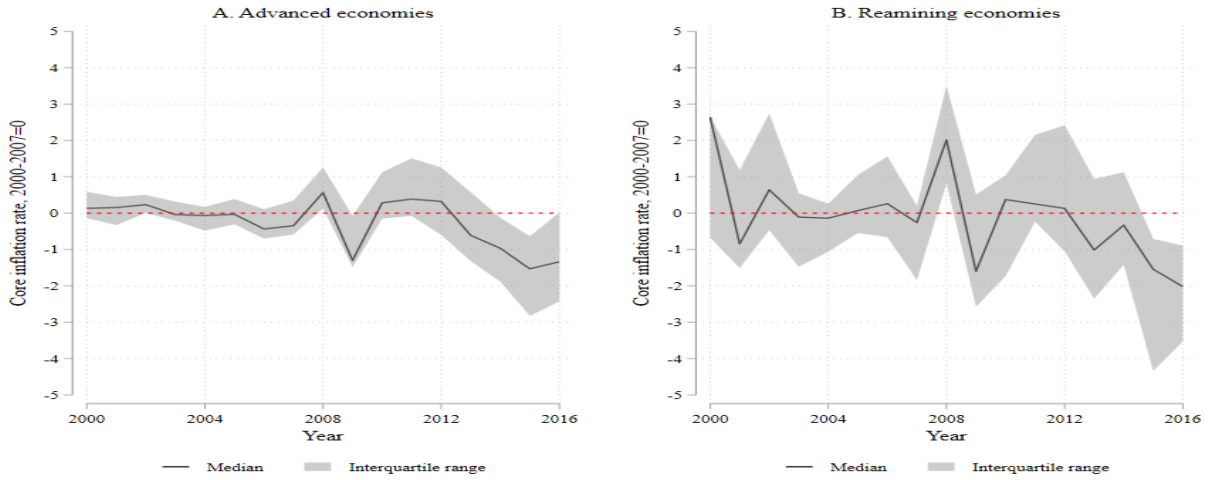 A. Advanced economies
Core inflation rate, 2000-2007=0
5
4
3
2
1
0
-1
-2
-3
-4
-5
2000 2004 2008 2012 2016
Year
Median Interquartile range
B. Reamining economies
Core inflation rate, 2000-2007=0
5
4
3
2
1
0
-1
-2
-3
-4
-5
2000 2004 2008 2012 2016
Year
Median Interquartile range